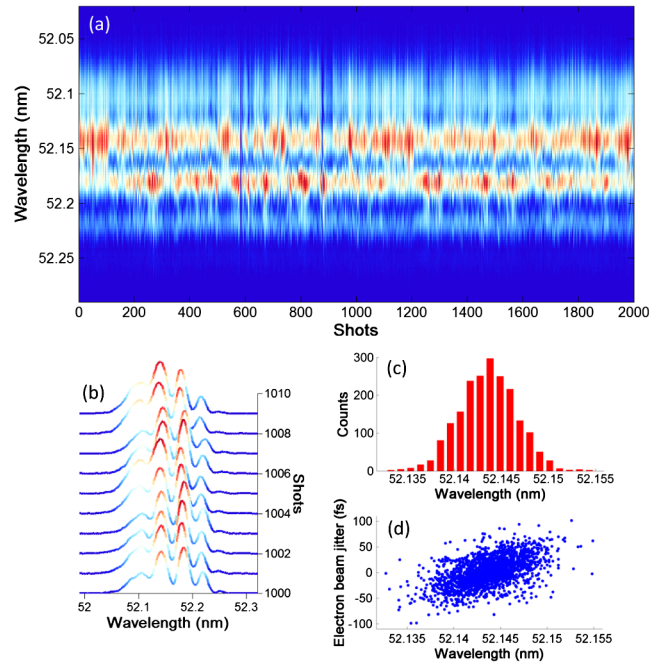 (a)
52.05
52.1
52.15
52.2
52.25
Wavelength (nm)
0 200 400 600 800 1000 1200 1400 1600 1800 2000
Shots
(b)
1010
1008
1006
1004
1002
1000
Shots
52 52.1 52.2 52.3
Wavelength (nm)
(c)
300
200
100
0
Counts
52.135 52.14 52.145 52.15 52.155
Wavelength (nm)
(d)
100
50
0
-50
-100
Electron beam jitter (fs)
52.135 52.14 52.145 52.15 52.155
Wavelength (nm)